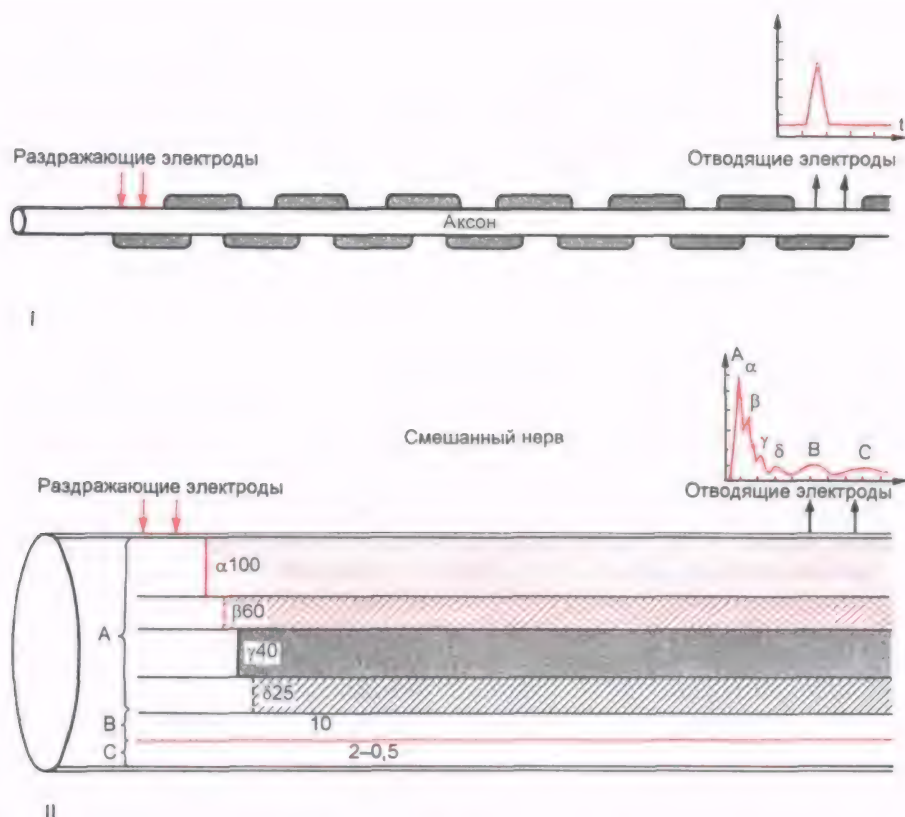 t
Раздражающие электроды
Отводящие электроды
Аксон
I
A
α
β
γ
δ
B
C
Смешанный нерв
Раздражающие электроды
Отводящие электроды
α100
β60
A
γ40
δ25
B
10
C
2–0,5
II